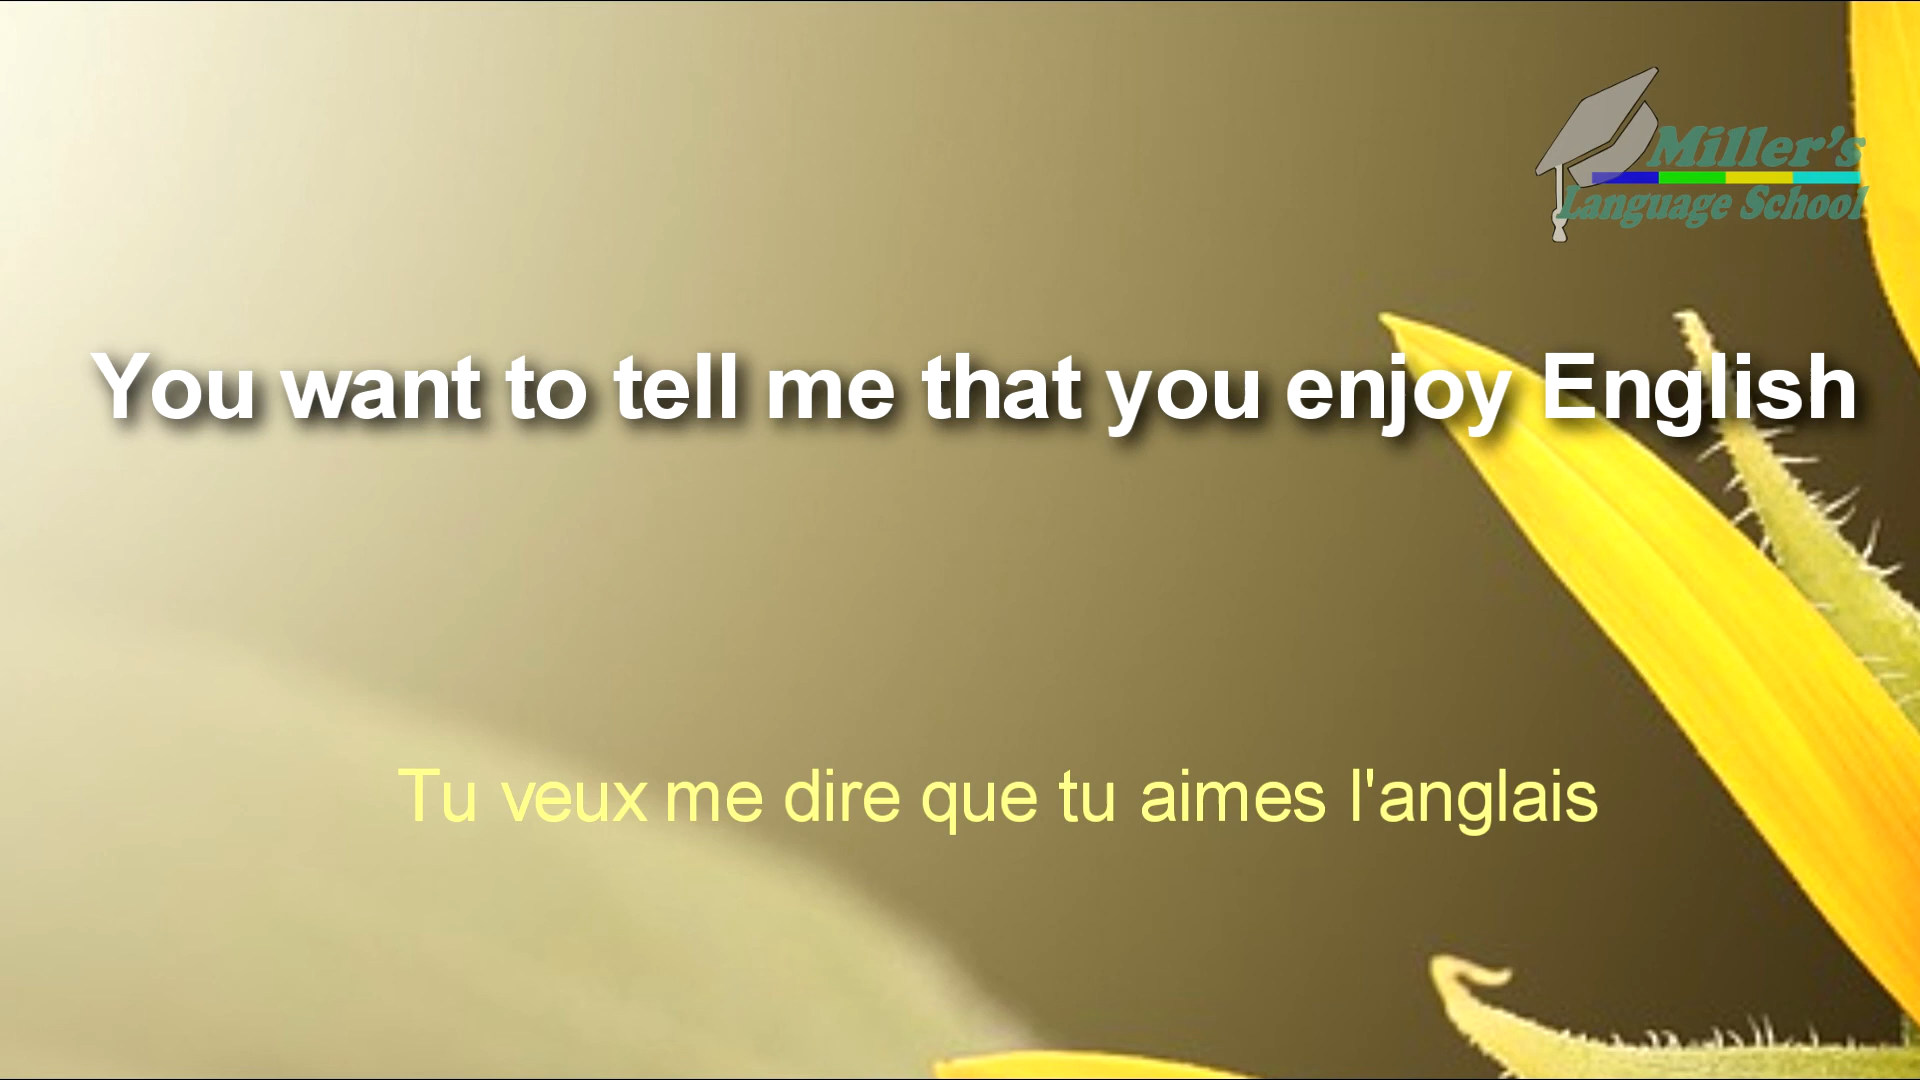 Miller's
Language School
You want to tell me that you enjoy English
Tu veux me dire que tu aimes l'anglais